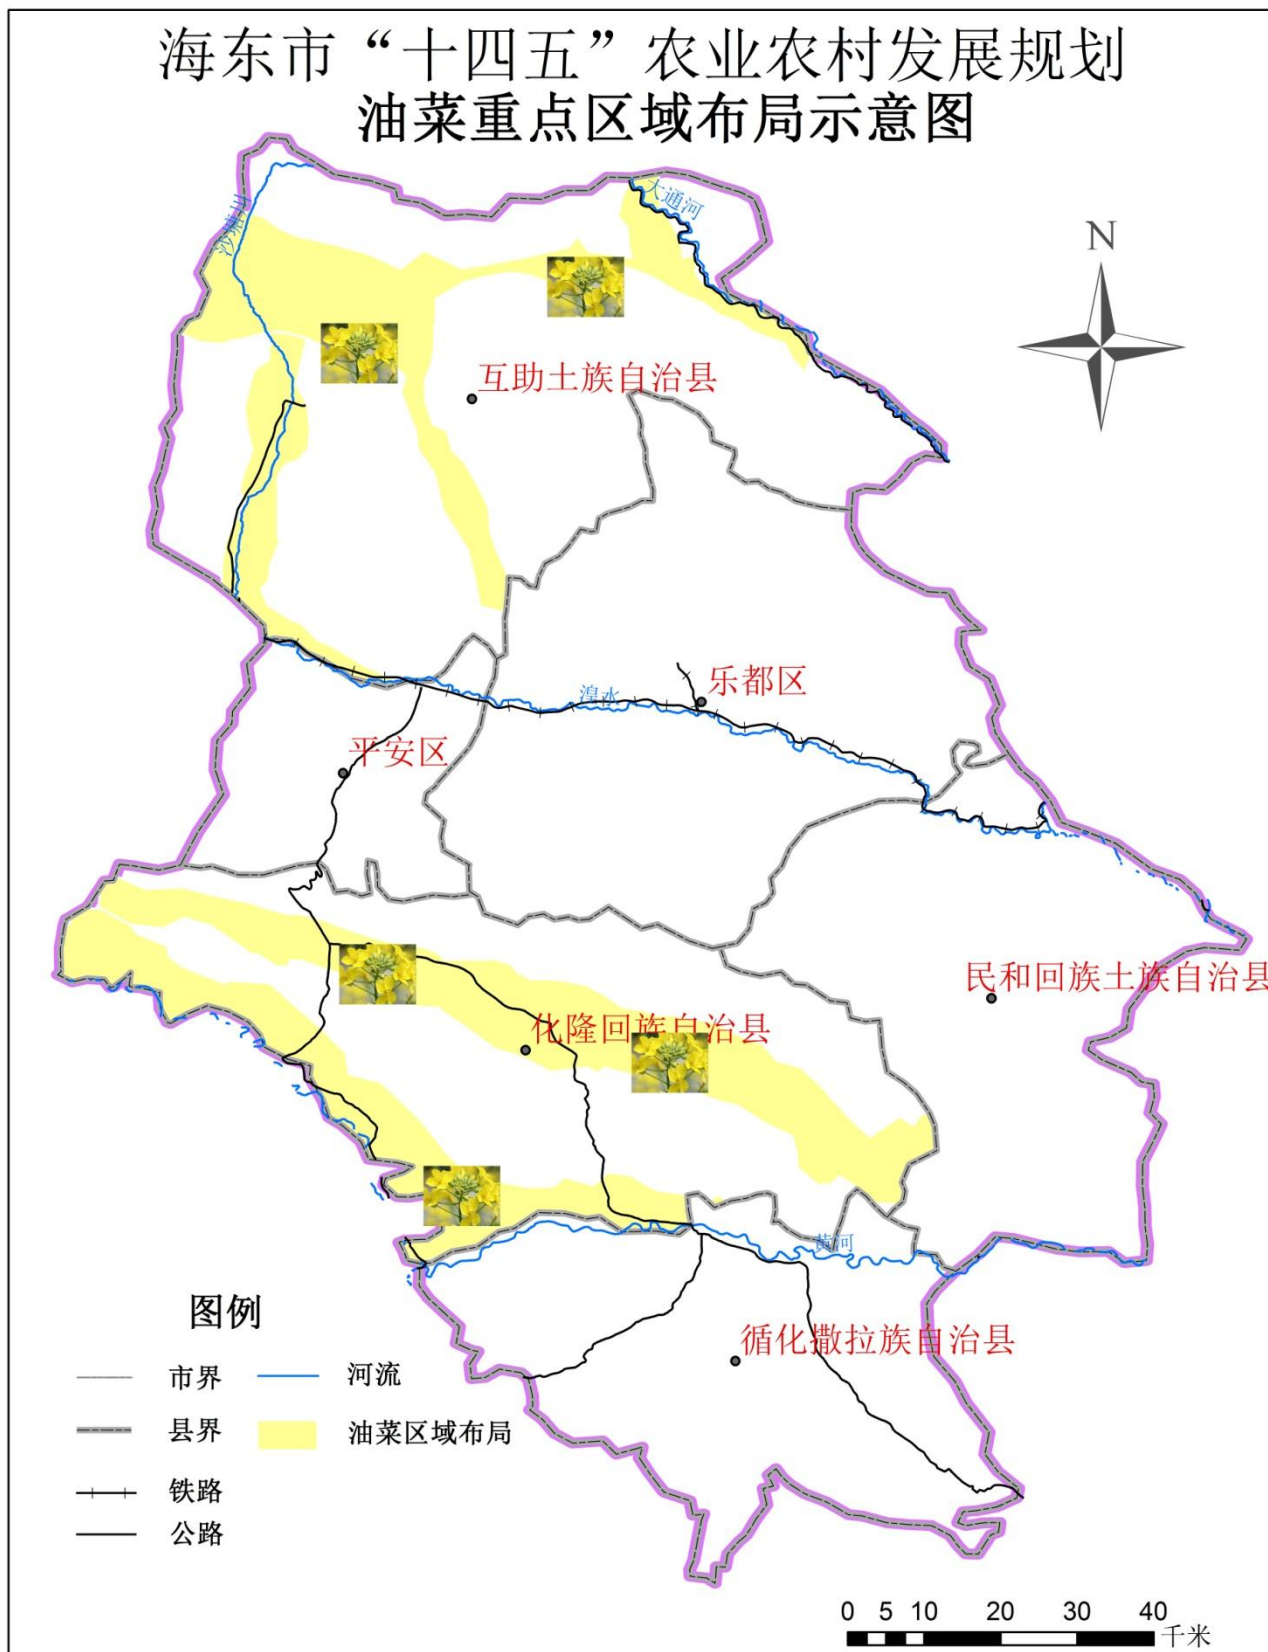 海东市“十四五”农业农村发展规划
油菜重点区域布局示意图
大通河
沙塘川
N
互助土族自治县
乐都区
湟水
平安区
民和回族土族自治县
化隆回族自治县
黄河
循化撒拉族自治县
图例
市界
河流
县界
油菜区域布局
铁路
公路
0 5 10 20 30 40
千米